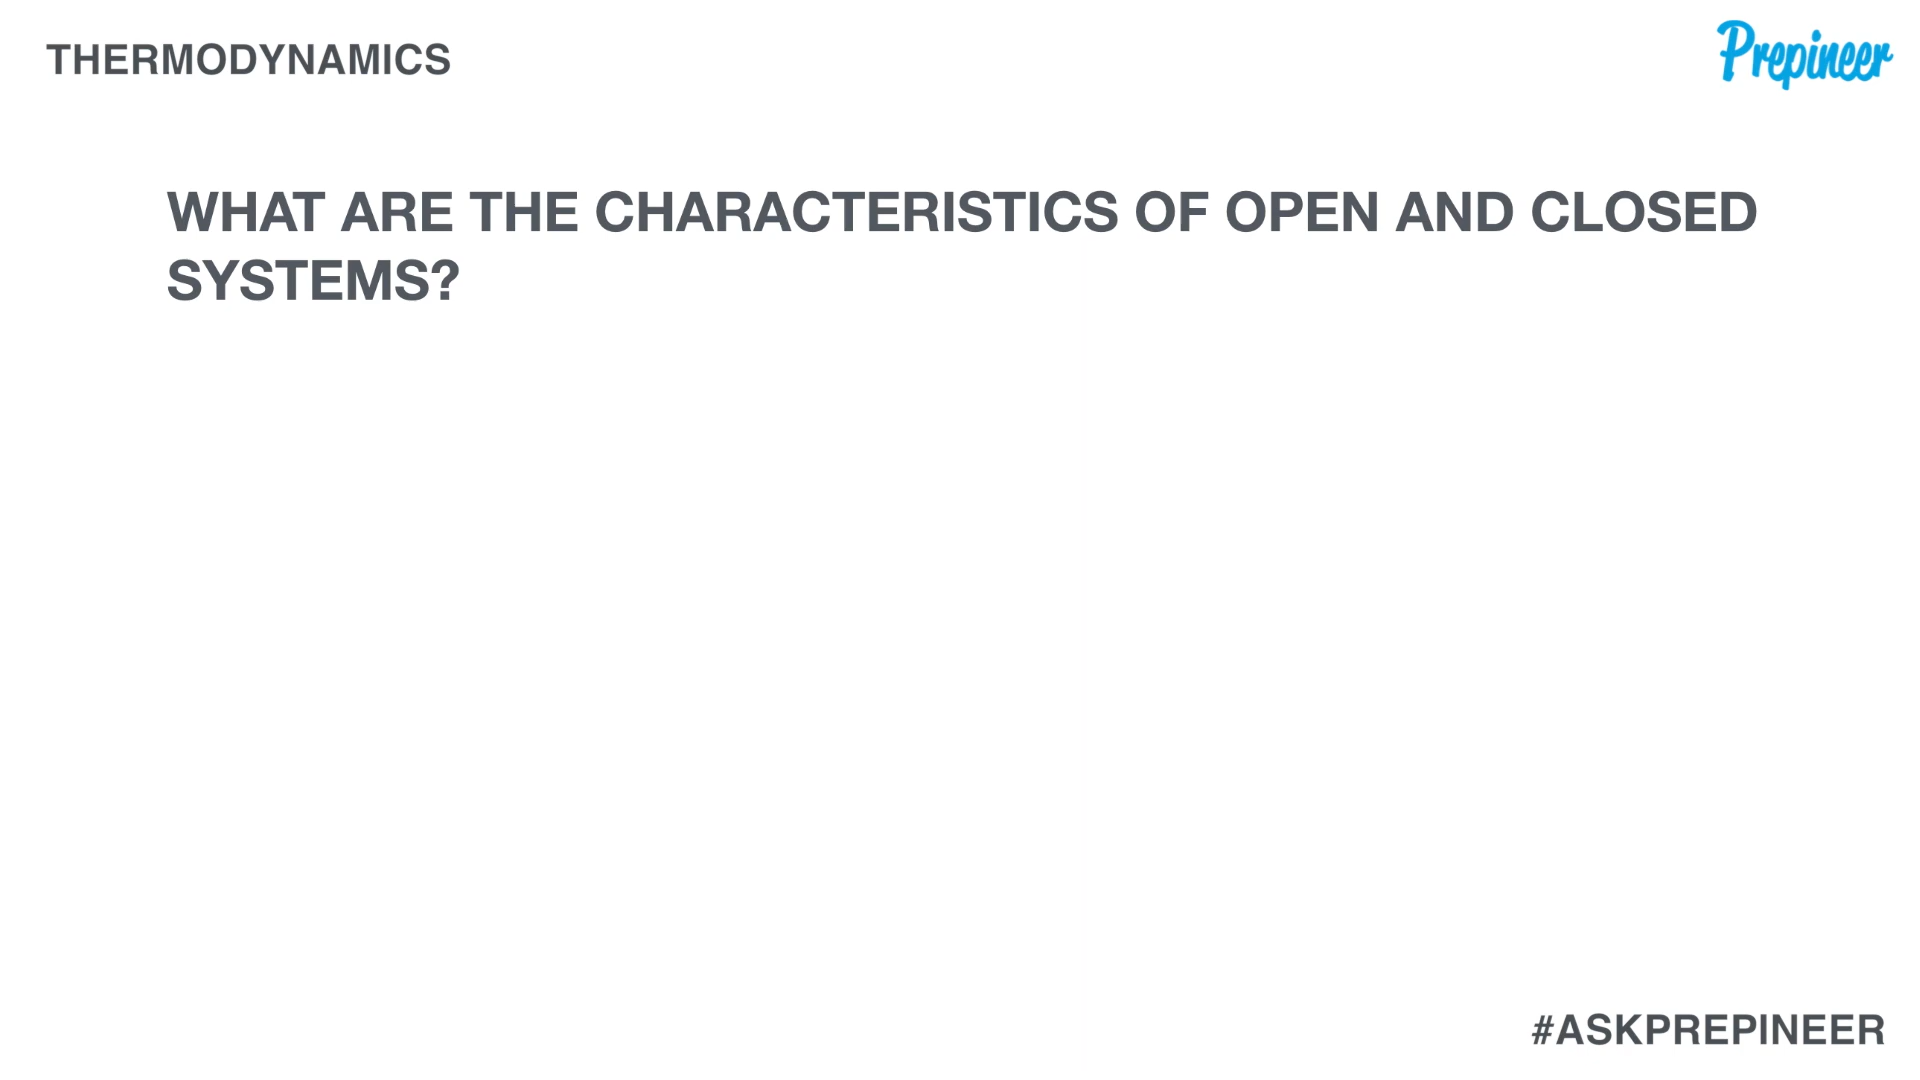 THERMODYNAMICS
Prepineer
WHAT ARE THE CHARACTERISTICS OF OPEN AND CLOSED
SYSTEMS?
#ASKPREPINEER